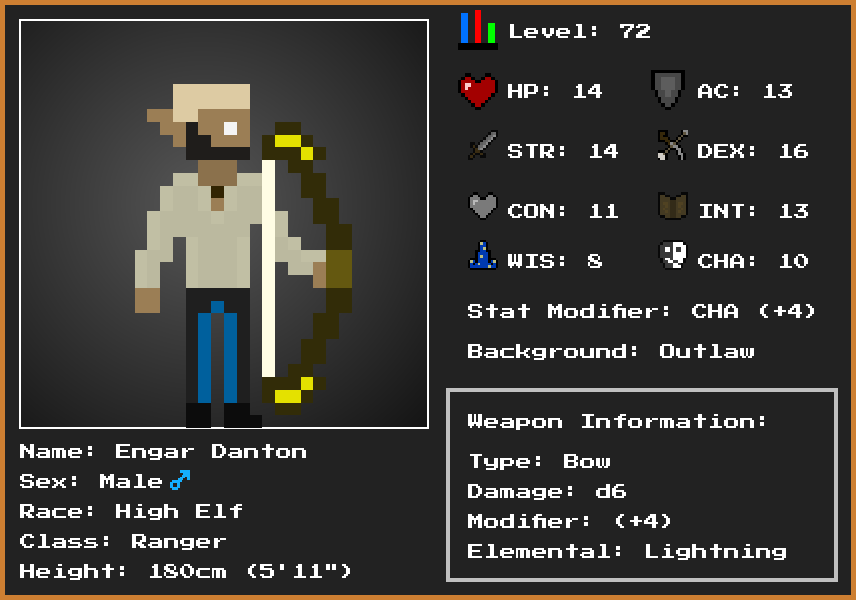 Level: 72
HP: 14
AC: 13
STR: 14
DEX: 16
CON: 11
INT: 13
WIS: 8
CHA: 10
Stat Modifier: CHA (+4)
Background: Outlaw
Name: Engar Danton
Sex: Male ♂
Race: High Elf
Class: Ranger
Height: 180cm (5'11")
Weapon Information:
Type: Bow
Damage: d6
Modifier: (+4)
Elemental: Lightning